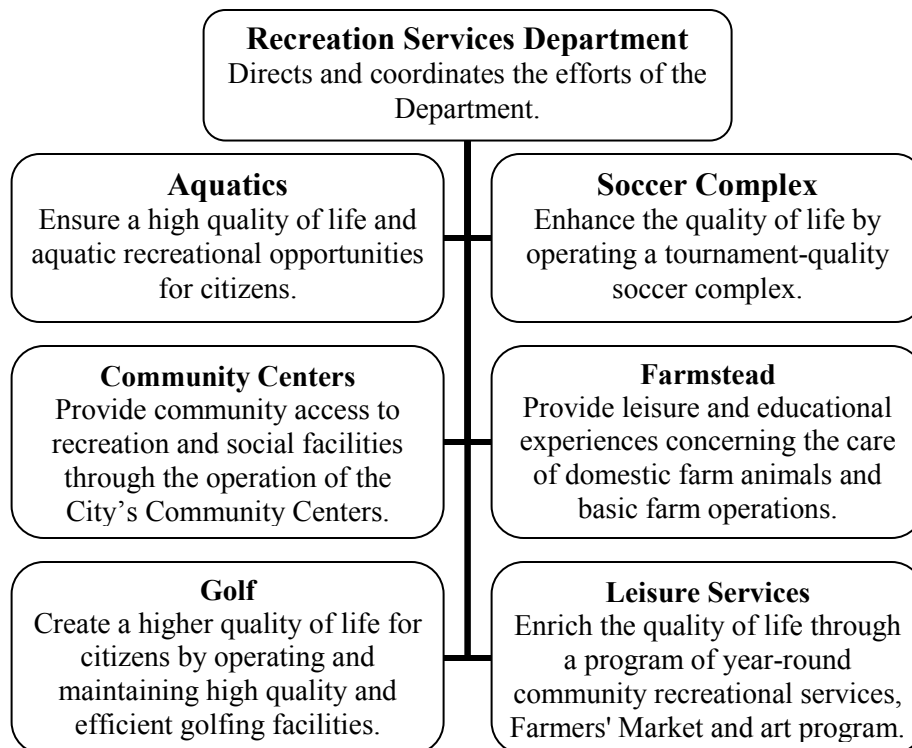 Recreation Services Department
Directs and coordinates the efforts of the
Department.
Aquatics
Ensure a high quality of life and
aquatic recreational opportunities
for citizens.
Soccer Complex
Enhance the quality of life by
operating a tournament-quality
soccer complex.
Community Centers
Provide community access to
recreation and social facilities
through the operation of the
City’s Community Centers.
Farmstead
Provide leisure and educational
experiences concerning the care
of domestic farm animals and
basic farm operations.
Golf
Create a higher quality of life for
citizens by operating and
maintaining high quality and
efficient golfing facilities.
Leisure Services
Enrich the quality of life through
a program of year-round
community recreational services,
Farmers' Market and art program.